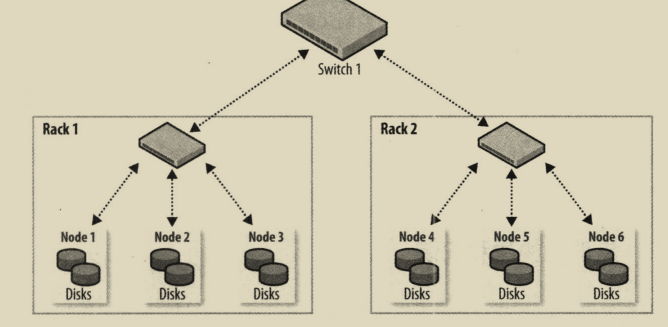 Switch 1
Rack 1
Rack 2
Node 1
Node 2
Node 3
Node 4
Node 5
Node 6
Disks
Disks
Disks
Disks
Disks
Disks